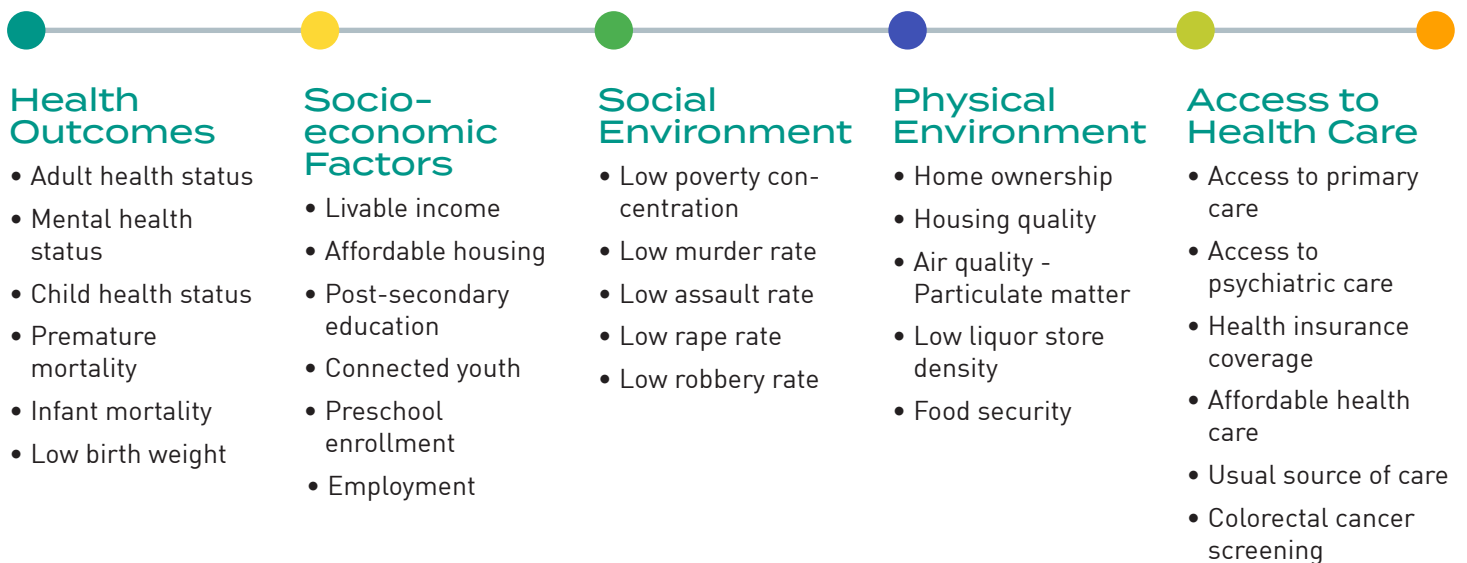 Health
Outcomes
• Adult health status
• Mental health
status
• Child health status
• Premature
mortality
• Infant mortality
• Low birth weight
Socio-
economic
Factors
• Livable income
• Affordable housing
• Post-secondary
education
• Connected youth
• Preschool
enrollment
• Employment
Social
Environment
• Low poverty con-
centration
• Low murder rate
• Low assault rate
• Low rape rate
• Low robbery rate
Physical
Environment
• Home ownership
• Housing quality
• Air quality -
Particulate matter
• Low liquor store
density
• Food security
Access to
Health Care
• Access to primary
care
• Access to
psychiatric care
• Health insurance
coverage
• Affordable health
care
• Usual source of care
• Colorectal cancer
screening